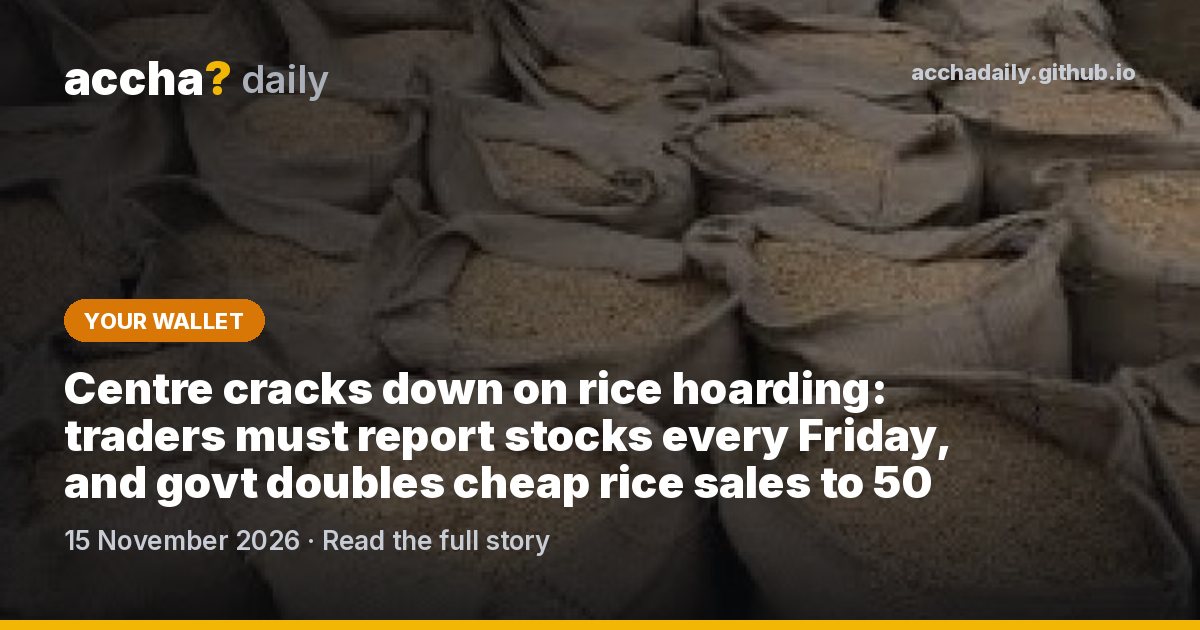 accha? daily
acchadaily.github.io
YOUR WALLET
Centre cracks down on rice hoarding:
traders must report stocks every Friday,
and govt doubles cheap rice sales to 50
15 November 2026 · Read the full story